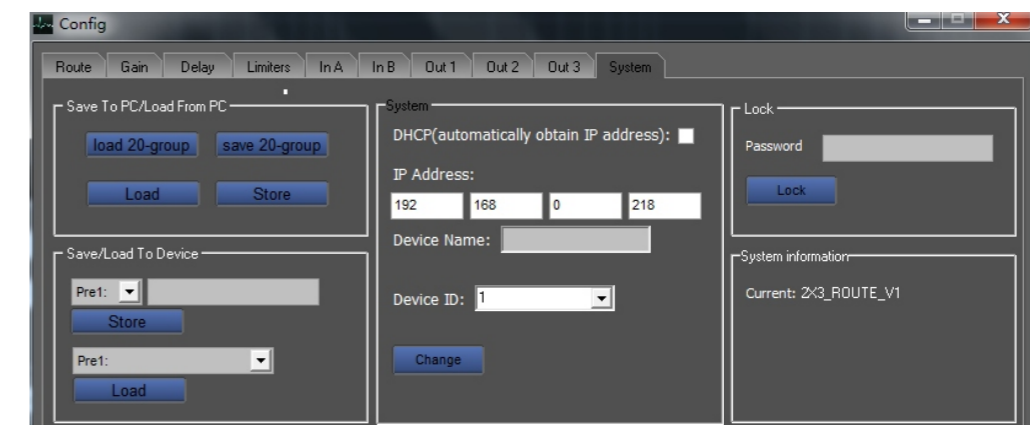 Config
Route Gain Delay Limiters In A In B Out 1 Out 2 Out 3 System
Save To PC/Load From PC
load 20-group save 20-group
Load Store
Save/Load To Device
Pre1:
Store
Pre1:
Load
System
DHCP(automatically obtain IP address):
IP Address:
192 168 0 218
Device Name:
Device ID: 1
Change
Lock
Password
Lock
System information
Current: 2X3_ROUTE_V1